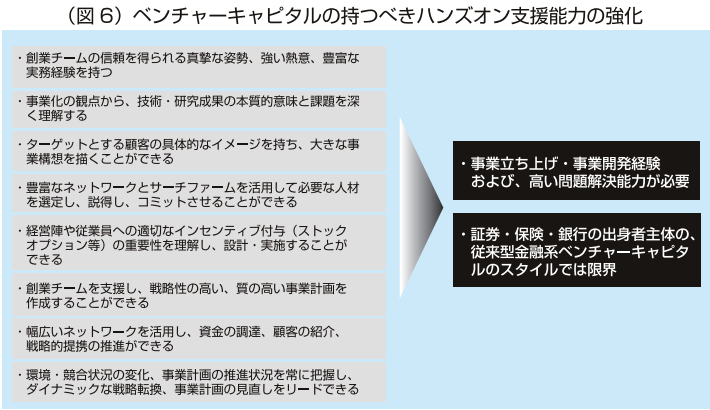 （図６）ベンチャーキャピタルの持つべきハンズオン支援能力の強化
・創業チームの信頼を得られる真摯な姿勢、強い熱意、豊富な
実務経験を持つ
・事業化の観点から、技術・研究成果の本質的意味と課題を深
く理解する
・ターゲットとする顧客の具体的なイメージを持ち、大きな事
業構想を描くことができる
・豊富なネットワークとサーチファームを活用して必要な人材
を選定し、説得し、コミットさせることができる
・経営陣や従業員への適切なインセンティブ付与（ストック
オプション等）の重要性を理解し、設計・実施することが
できる
・創業チームを支援し、戦略性の高い、質の高い事業計画を
作成することができる
・幅広いネットワークを活用し、資金の調達、顧客の紹介、
戦略的提携の推進ができる
・環境・競合状況の変化、事業計画の推進状況を常に把握し、
ダイナミックな戦略転換、事業計画の見直しをリードできる
・事業立ち上げ・事業開発経験
および、高い問題解決能力が必要
・証券・保険・銀行の出身者主体の、
従来型金融系ベンチャーキャピタ
ルのスタイルでは限界